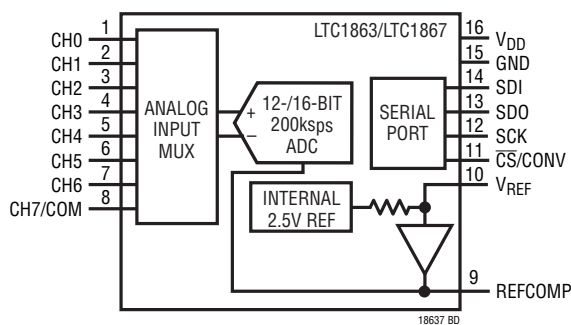 LTC1863/LTC1867
CH0 1
CH1 2
CH2 3
CH3 4
CH4 5
CH5 6
CH6 7
CH7/COM 8
ANALOG
INPUT
MUX
+
–
12-/16-BIT
200ksps
ADC
INTERNAL
2.5V REF
SERIAL
PORT
16 VDD
15 GND
14 SDI
13 SDO
12 SCK
11 C̅S̅/CONV
10 VREF
9 REFCOMP
18637 BD